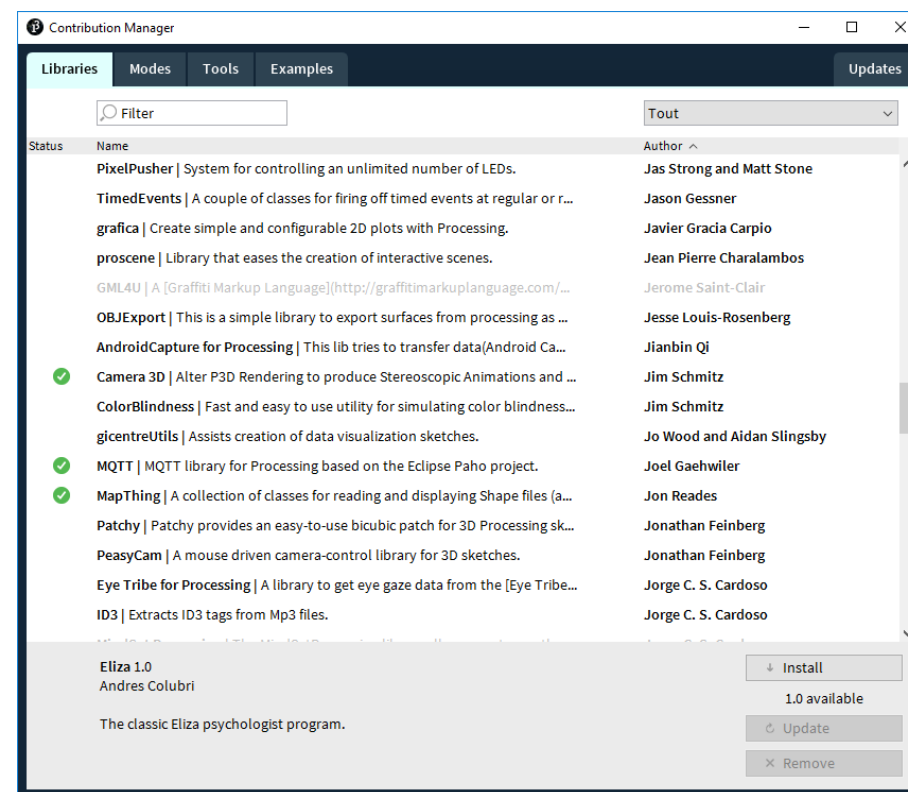 Contribution Manager
Libraries Modes Tools Examples Updates
Filter Tout
Status Name Author
PixelPusher | System for controlling an unlimited number of LEDs. Jas Strong and Matt Stone
TimedEvents | A couple of classes for firing off timed events at regular or r... Jason Gessner
grafica | Create simple and configurable 2D plots with Processing. Javier Gracia Carpio
proscene | Library that eases the creation of interactive scenes. Jean Pierre Charalambos
GML4U | A [Graffiti Markup Language](http://graffitimarkuplanguage.com/... Jerome Saint-Clair
OBJExport | This is a simple library to export surfaces from processing as ... Jesse Louis-Rosenberg
AndroidCapture for Processing | This lib tries to transfer data(Android Ca... Jianbin Qi
Camera 3D | Alter P3D Rendering to produce Stereoscopic Animations and ... Jim Schmitz
ColorBlindness | Fast and easy to use utility for simulating color blindness... Jim Schmitz
gicentreUtils | Assists creation of data visualization sketches. Jo Wood and Aidan Slingsby
MQTT | MQTT library for Processing based on the Eclipse Paho project. Joel Gaehwiler
MapThing | A collection of classes for reading and displaying Shape files (a... Jon Reades
Patchy | Patchy provides an easy-to-use bicubic patch for 3D Processing sk... Jonathan Feinberg
PeasyCam | A mouse driven camera-control library for 3D sketches. Jonathan Feinberg
Eye Tribe for Processing | A library to get eye gaze data from the [Eye Tribe... Jorge C. S. Cardoso
ID3 | Extracts ID3 tags from Mp3 files. Jorge C. S. Cardoso
Eliza 1.0
Andres Colubri
The classic Eliza psychologist program.
Install
1.0 available
Update
Remove